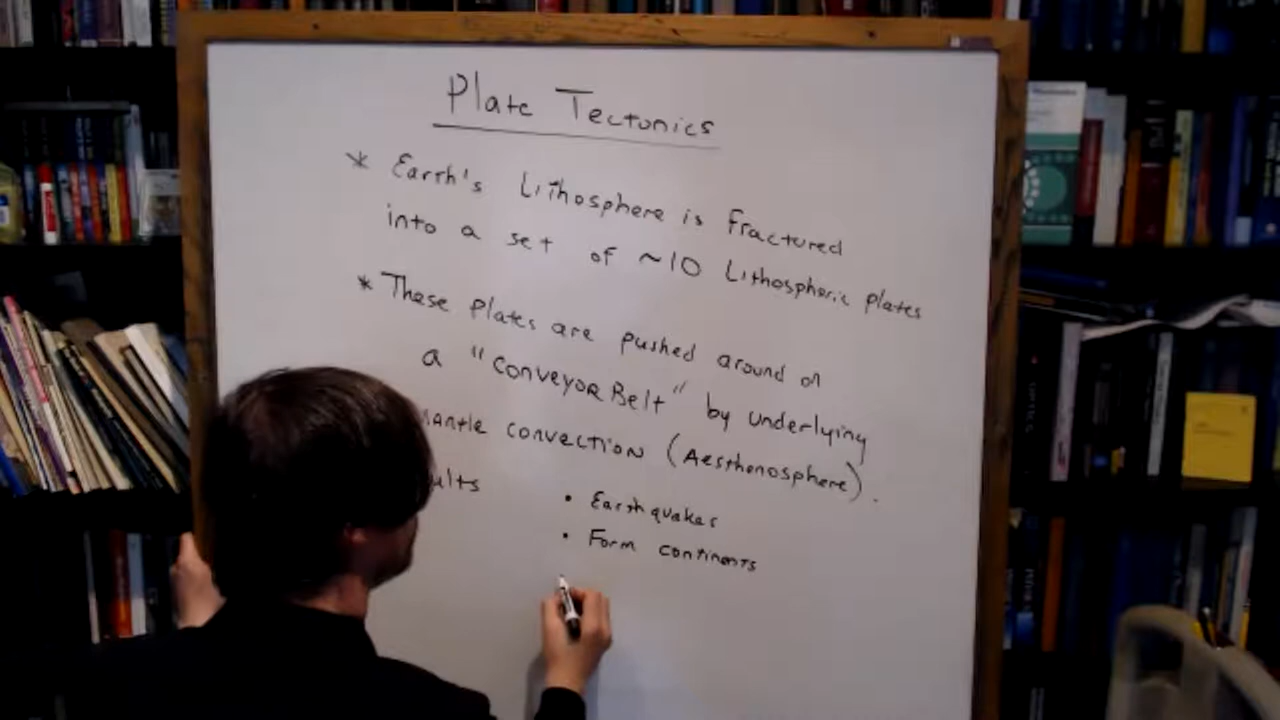 Plate Tectonics
* Earth's Lithosphere is fractured
into a set of ~10 Lithospheric plates
* These plates are pushed around on
a "Conveyor Belt" by underlying
mantle convection (Aesthenosphere).
• Earthquakes
• Form continents